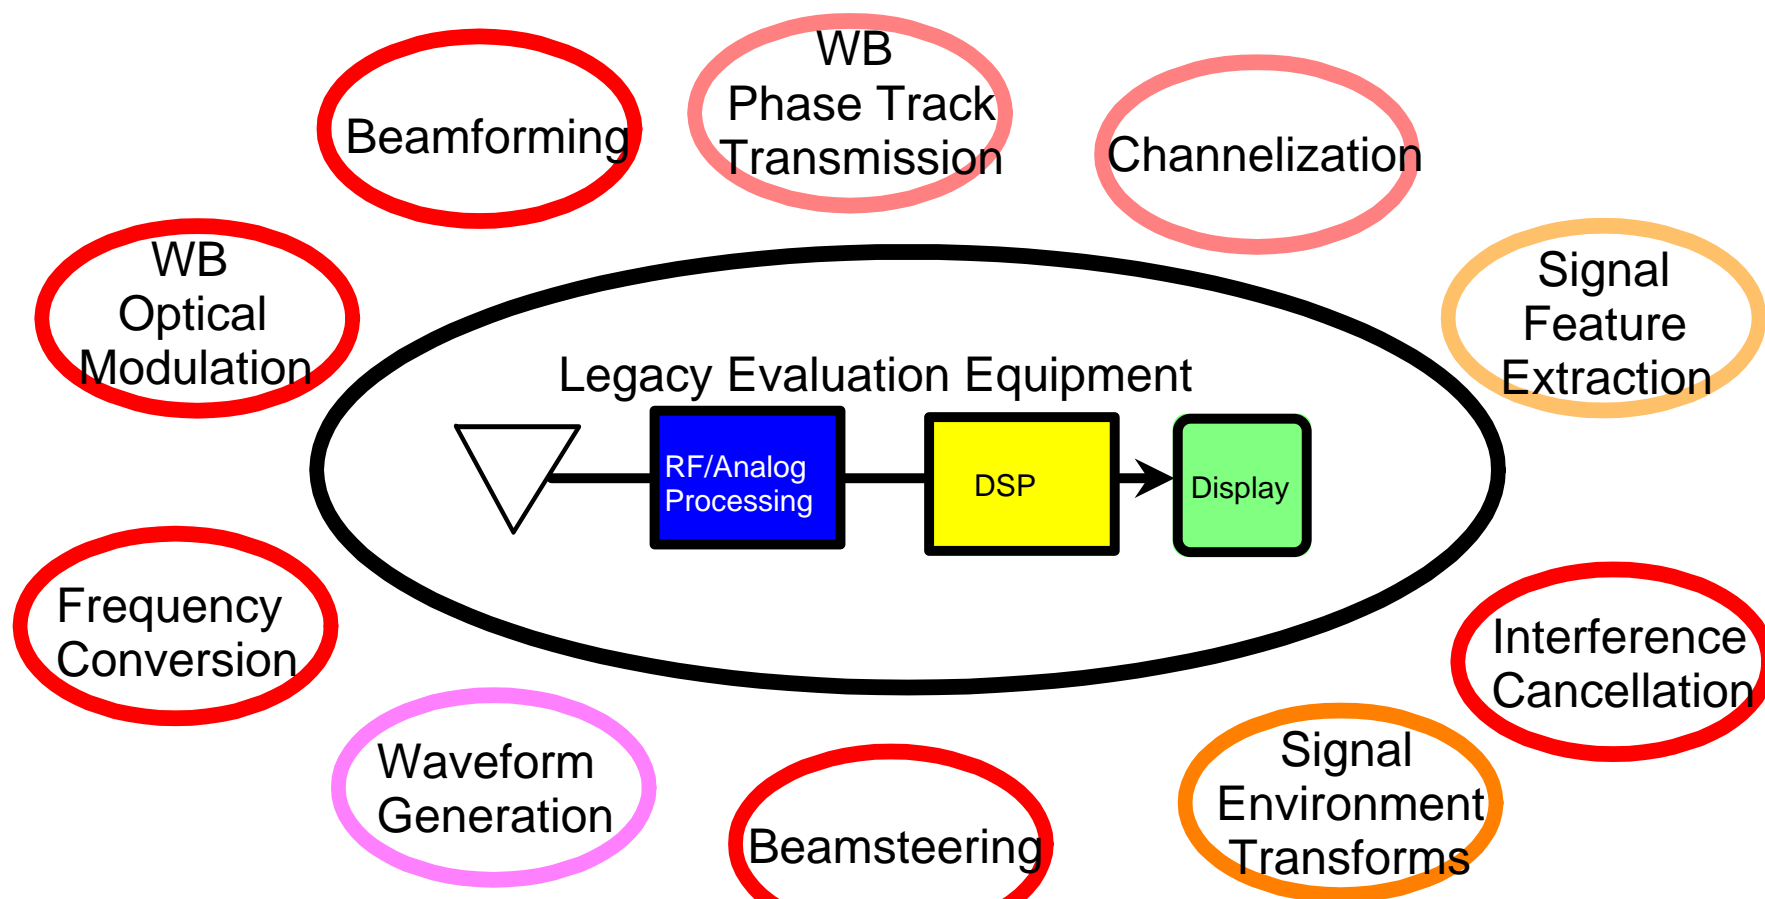 WB
Phase Track
Transmission
Beamforming
Channelization
WB
Optical
Modulation
Signal
Feature
Extraction
Legacy Evaluation Equipment
RF/Analog
Processing
DSP
Display
Frequency
Conversion
Interference
Cancellation
Waveform
Generation
Beamsteering
Signal
Environment
Transforms